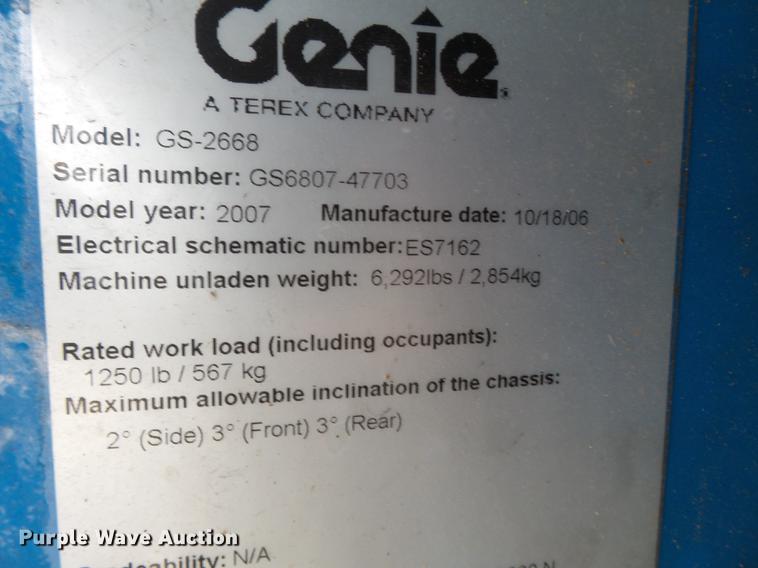 Genie
A TEREX COMPANY
Model: GS-2668
Serial number: GS6807-47703
Model year: 2007 Manufacture date: 10/18/06
Electrical schematic number:ES7162
Machine unladen weight: 6,292lbs / 2,854kg
Rated work load (including occupants):
1250 lb / 567 kg
Maximum allowable inclination of the chassis:
2° (Side) 3° (Front) 3° (Rear)
Purple Wave Auction
N/A